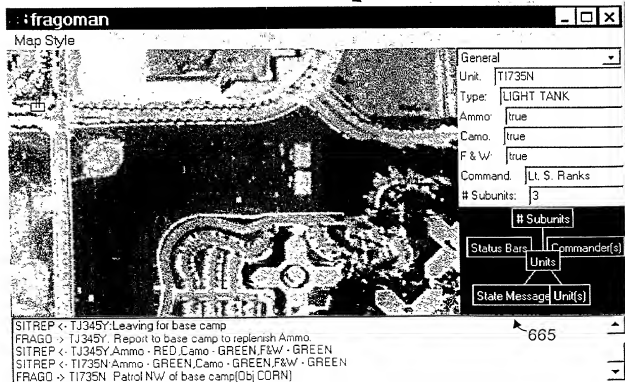 fragoman
Map Style
General
Unit. TI735N
Type: LIGHT TANK
Ammo: true
Camo. true
F & W: true
Command. Lt. S. Ranks
# Subunits: 3
# Subunits
Status Bars Commander(s)
Units
State Message Unit(s)
665
SITREP <- TJ345Y:Leaving for base camp
FRAGO -> TJ345Y. Report to base camp to replenish Ammo.
SITREP <- TJ345Y,Ammo - RED,Camo - GREEN,F&W - GREEN
SITREP <- TI735N:Ammo - GREEN,Camo - GREEN,F&W - GREEN
FRAGO -> TI735N Patrol NW of base camp(Obj CORN)